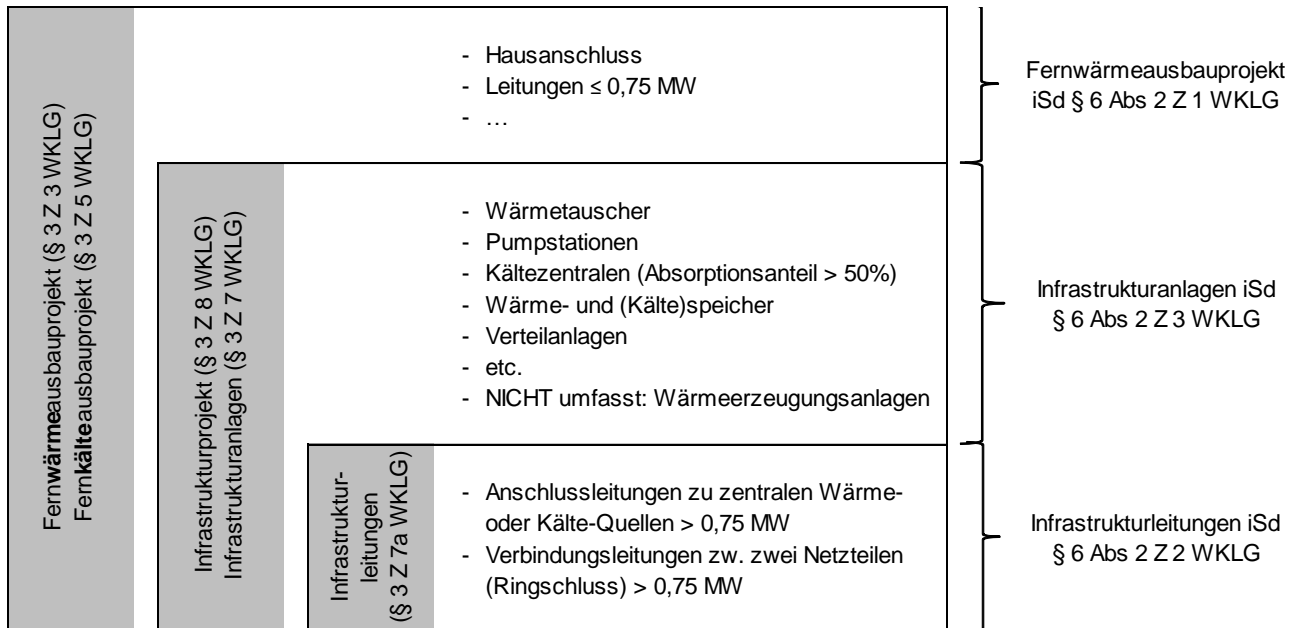 Fernwärmeausbauprojekt (§ 3 Z 3 WKLG)
Fernkälteausbauprojekt (§ 3 Z 5 WKLG)
- Hausanschluss
- Leitungen ≤ 0,75 MW
- …
Fernwärmeausbauprojekt
iSd § 6 Abs 2 Z 1 WKLG
Infrastrukturprojekt (§ 3 Z 8 WKLG)
Infrastrukturanlagen (§ 3 Z 7 WKLG)
- Wärmetauscher
- Pumpstationen
- Kältezentralen (Absorptionsanteil > 50%)
- Wärme- und (Kälte)speicher
- Verteilanlagen
- etc.
- NICHT umfasst: Wärmeerzeugungsanlagen
Infrastrukturanlagen iSd
§ 6 Abs 2 Z 3 WKLG
Infrastruktur-
leitungen
(§ 3 Z 7a WKLG)
- Anschlussleitungen zu zentralen Wärme-
oder Kälte-Quellen > 0,75 MW
- Verbindungsleitungen zw. zwei Netzteilen
(Ringschluss) > 0,75 MW
Infrastrukturleitungen iSd
§ 6 Abs 2 Z 2 WKLG